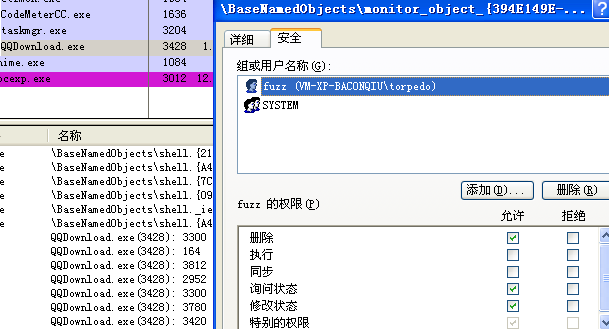 CodeMeterCC.exe 1636
taskmgr.exe 3204
QQDownload.exe 3428 1.
ime.exe 1084
ocexp.exe 3012 12.
名称
\BaseNamedObjects\shell.{21
\BaseNamedObjects\shell.{A4
\BaseNamedObjects\shell.{7C
\BaseNamedObjects\shell.{09
\BaseNamedObjects\shell._ie
\BaseNamedObjects\shell.{A4
QQDownload.exe(3428): 3300
QQDownload.exe(3428): 164
QQDownload.exe(3428): 3812
QQDownload.exe(3428): 2952
QQDownload.exe(3428): 3300
QQDownload.exe(3428): 3780
QQDownload.exe(3428): 3420
\BaseNamedObjects\monitor_object_{394E149E-...
详细 安全
组或用户名称(G):
fuzz (VM-XP-BACONQIU\torpedo)
SYSTEM
添加(D)... 删除(R)
fuzz 的权限(P) 允许 拒绝
删除
执行
同步
询问状态
修改状态
特别的权限